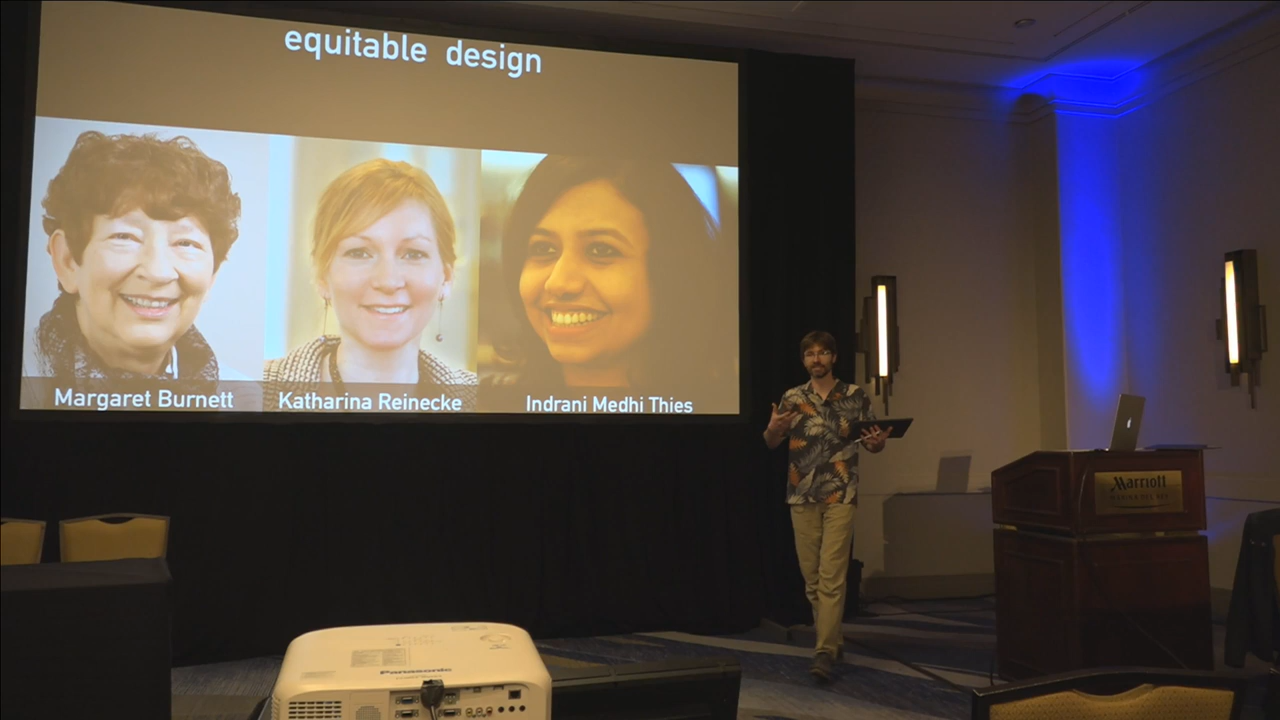 equitable design
Margaret Burnett
Katharina Reinecke
Indrani Medhi Thies
Marriott
Panasonic